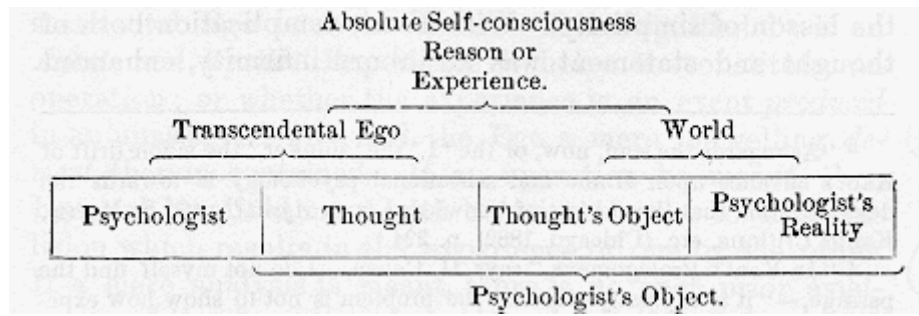 Absolute Self-consciousness
Reason or
Experience.
Transcendental Ego World
Psychologist Thought Thought's Object Psychologist's
Reality
Psychologist's Object.